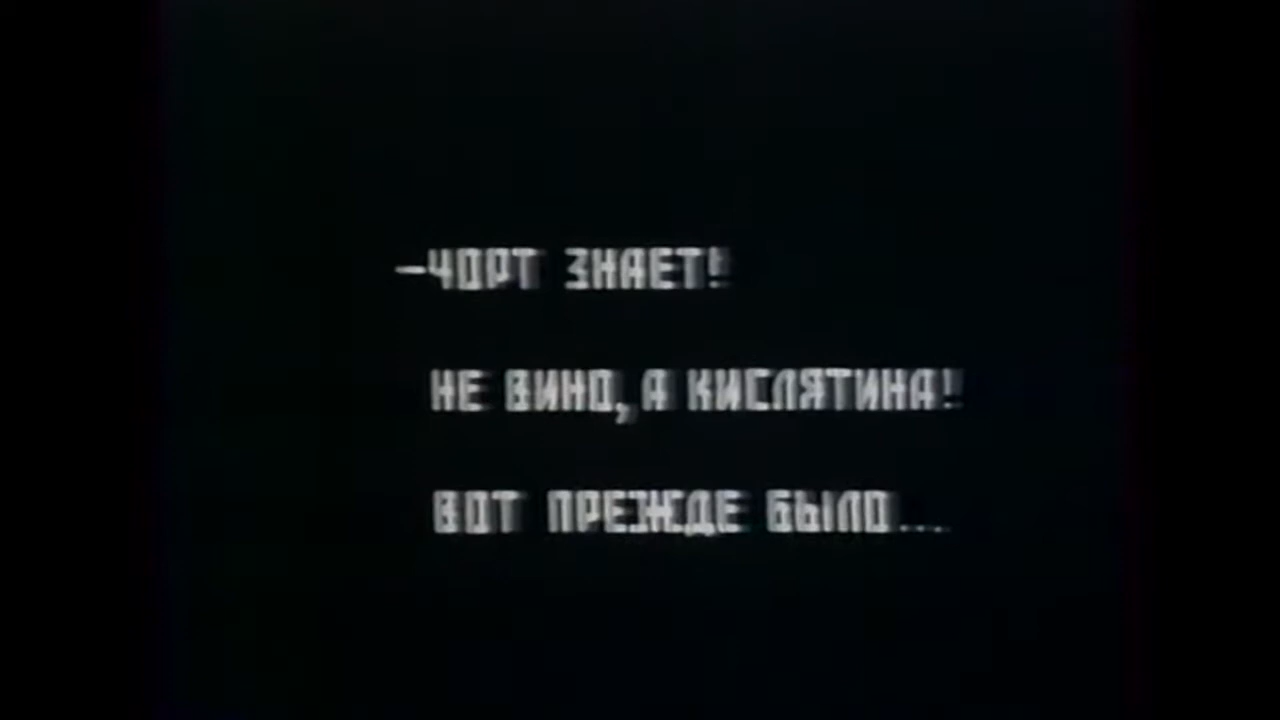 —ЧОРТ ЗНАЕТ!
НЕ ВИНО, А КИСЛЯТИНА!
ВОТ ПРЕЖДЕ БЫЛО...